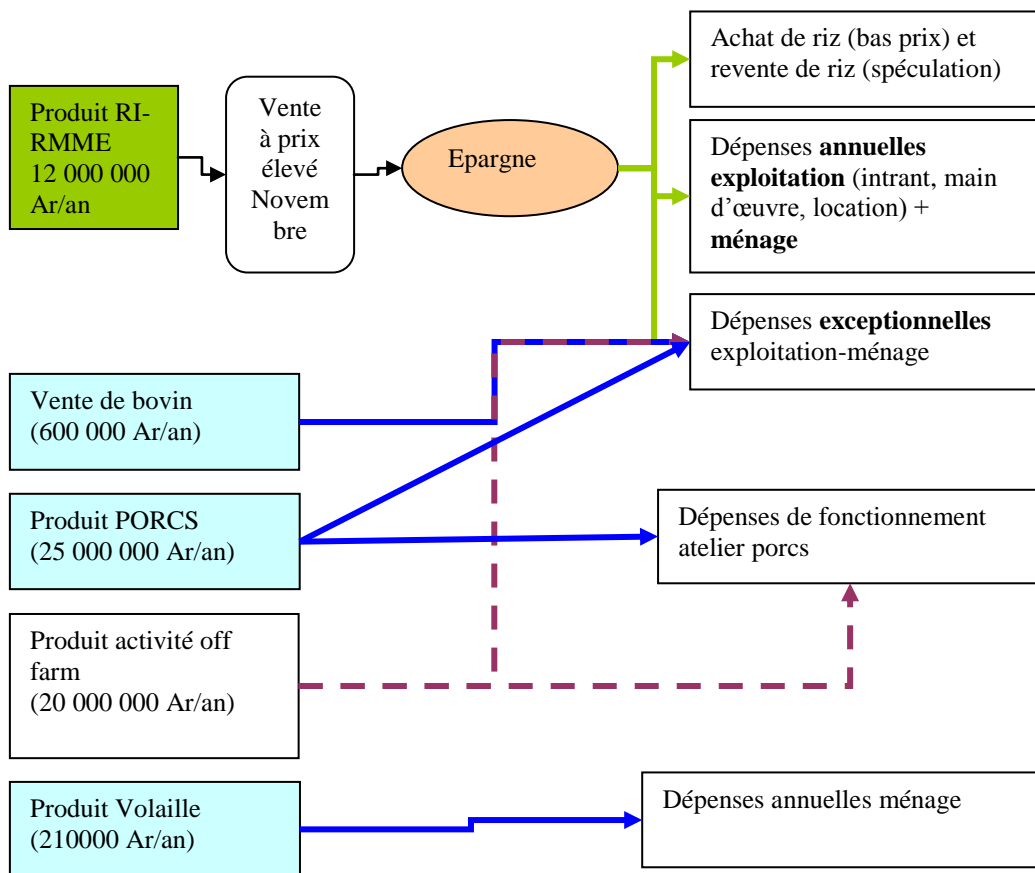 Achat de riz (bas prix) et
revente de riz (spéculation)
Produit RI-
RMME
12 000 000
Ar/an
Vente
à prix
élevé
Novem
bre
Epargne
Dépenses annuelles
exploitation (intrant, main
d’œuvre, location) +
ménage
Dépenses exceptionnelles
exploitation-ménage
Vente de bovin
(600 000 Ar/an)
Produit PORCS
(25 000 000 Ar/an)
Dépenses de fonctionnement
atelier porcs
Produit activité off
farm
(20 000 000 Ar/an)
Produit Volaille
(210000 Ar/an)
Dépenses annuelles ménage